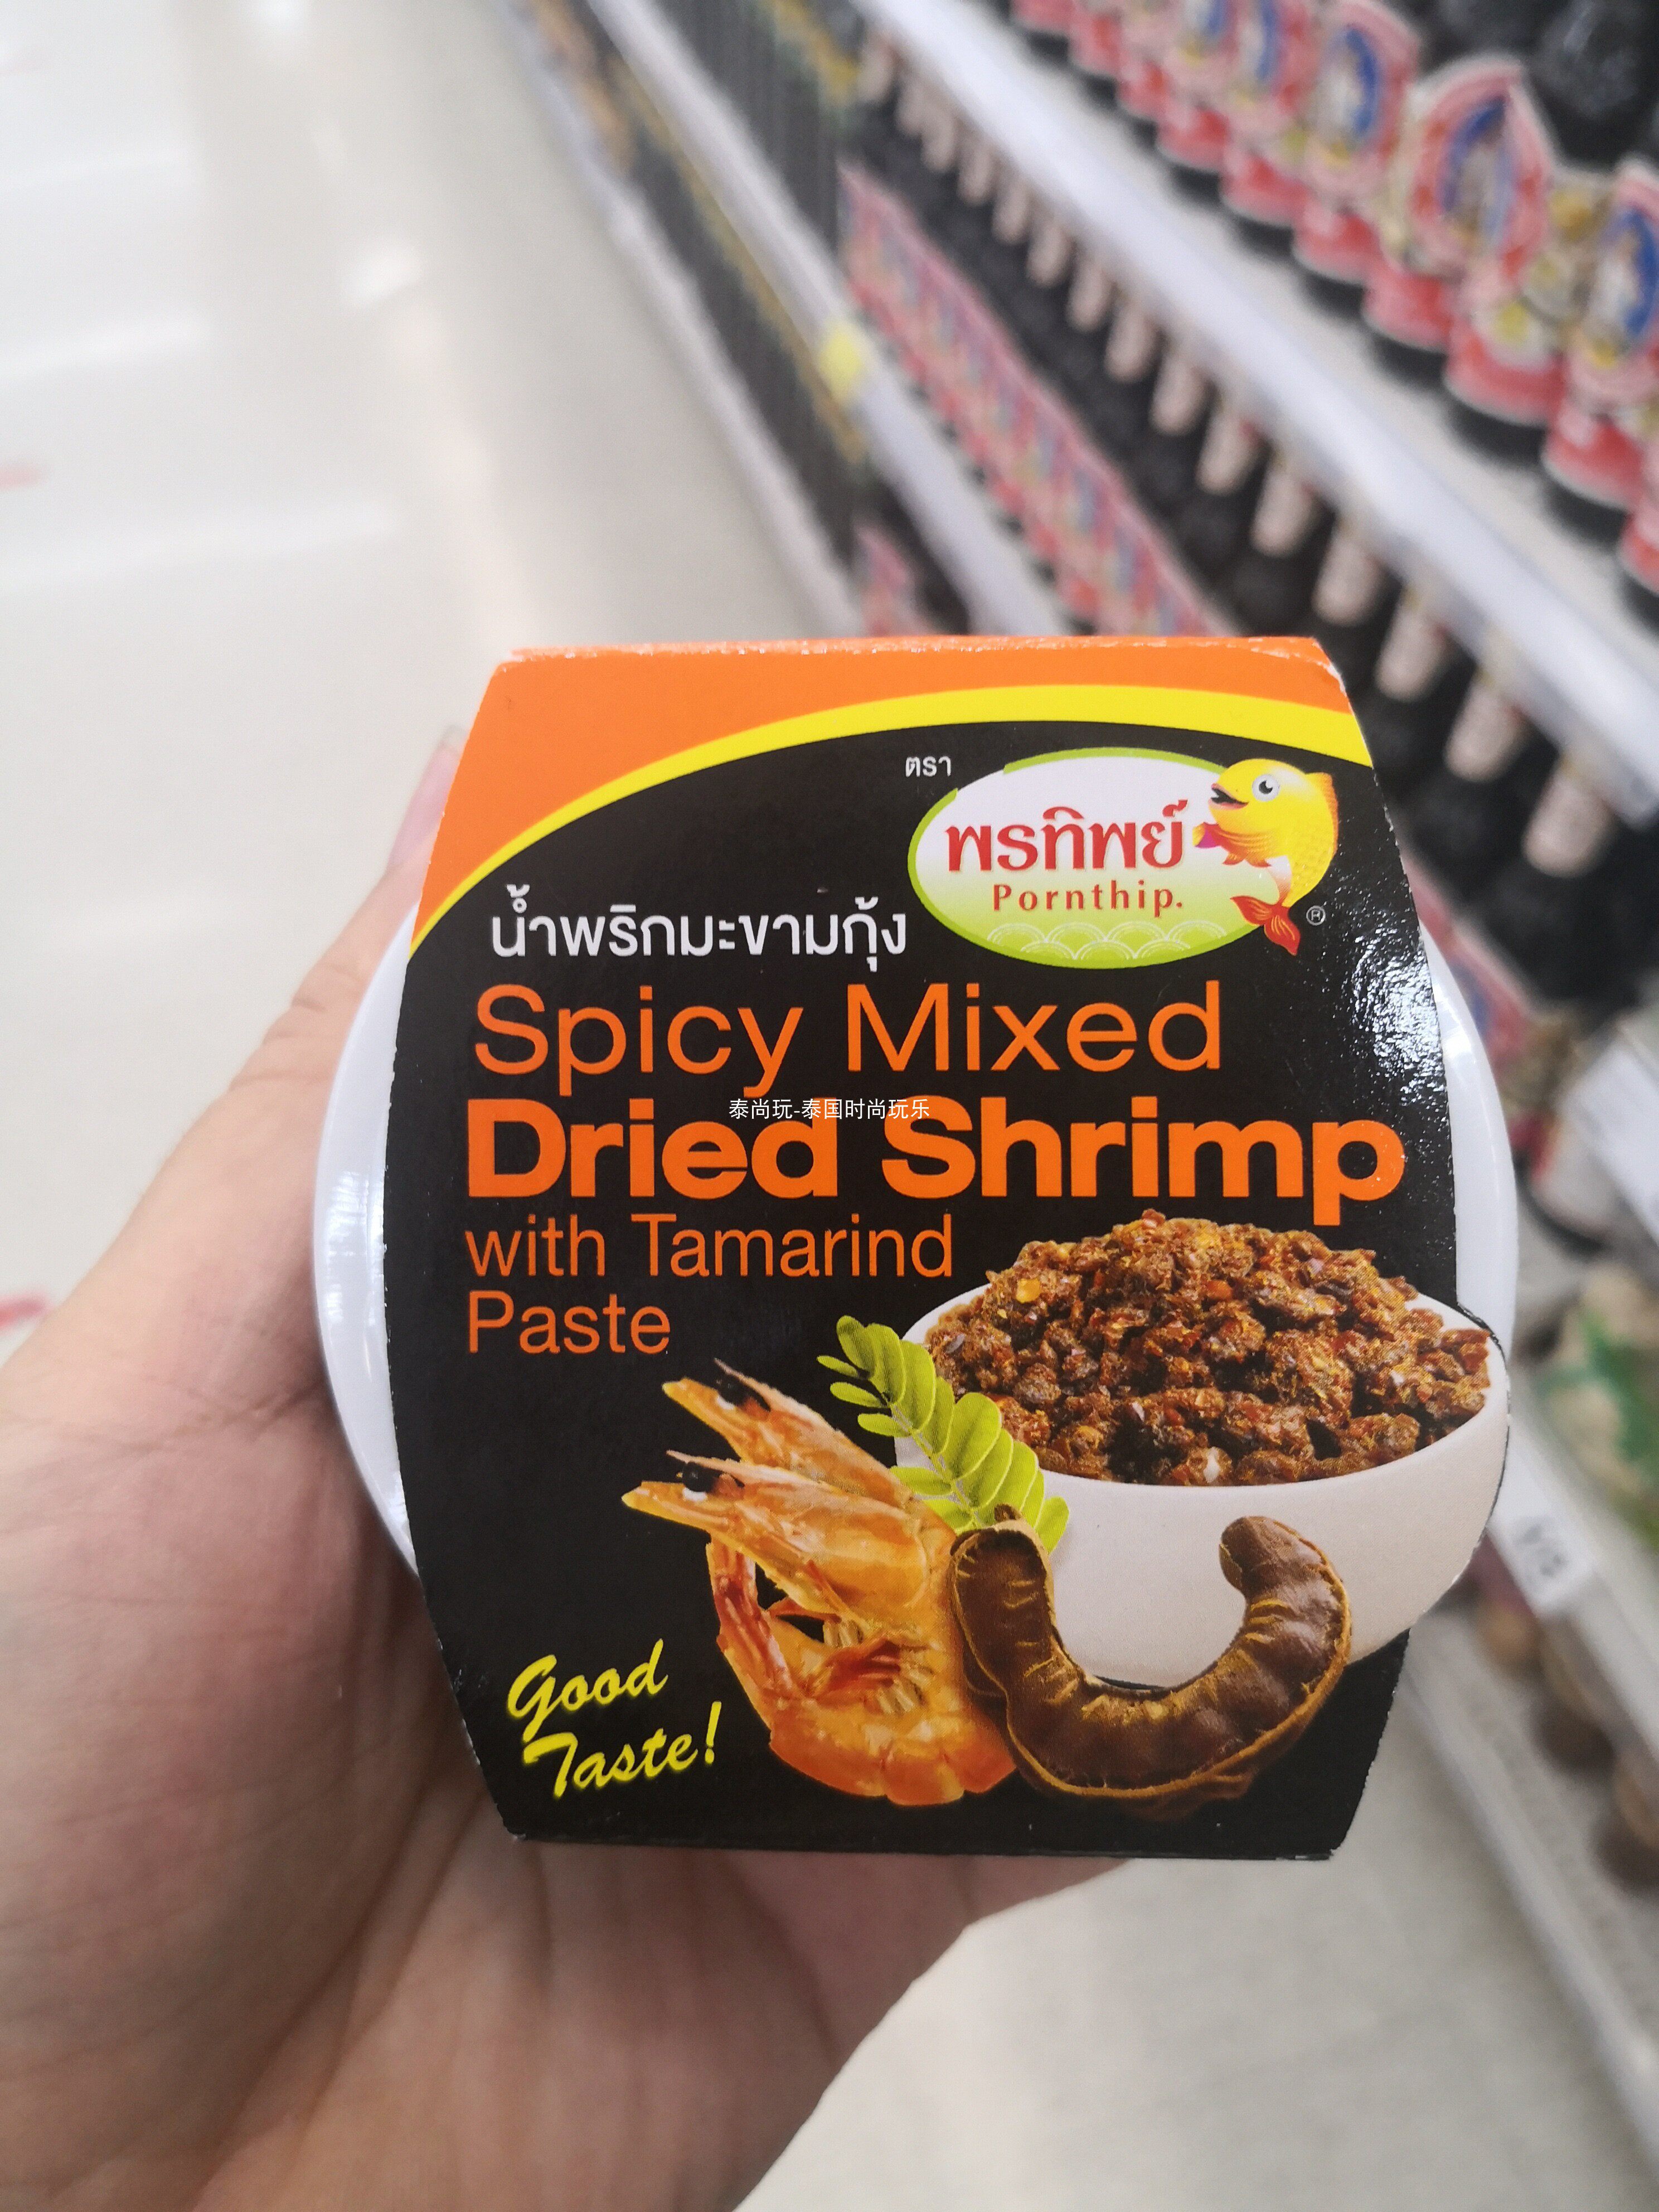 ตรา
พรทิพย์
Pornthip.
®
น้ำพริกมะขามกุ้ง
Spicy Mixed
泰尚玩-泰国时尚玩乐
Dried Shrimp
with Tamarind
Paste
Good
Taste!